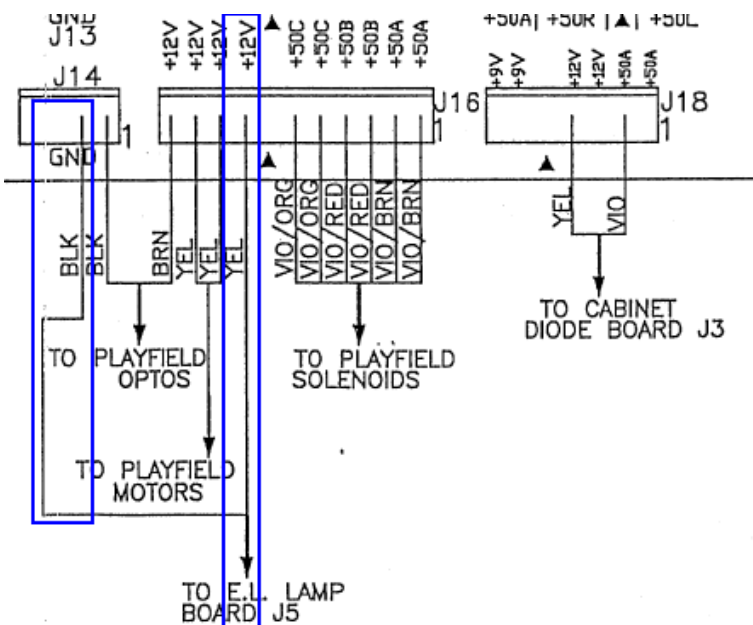 GND
J13
+12V
+12V
+12V
+12V
+50C
+50C
+50B
+50B
+50A
+50A
+50A
+9V
+9V
+12V
+12V
+50A
+50A
J14
J16
J18
1
1
1
GND
BLK
BLK
BRN
YEL
YEL
YEL
VIO/ORG
VIO/ORG
VIO/RED
VIO/RED
VIO/BRN
VIO/BRN
YEL
VIO
TO PLAYFIELD
OPTOS
TO PLAYFIELD
SOLENOIDS
TO CABINET
DIODE BOARD J3
TO PLAYFIELD
MOTORS
TO E.L. LAMP
BOARD J5